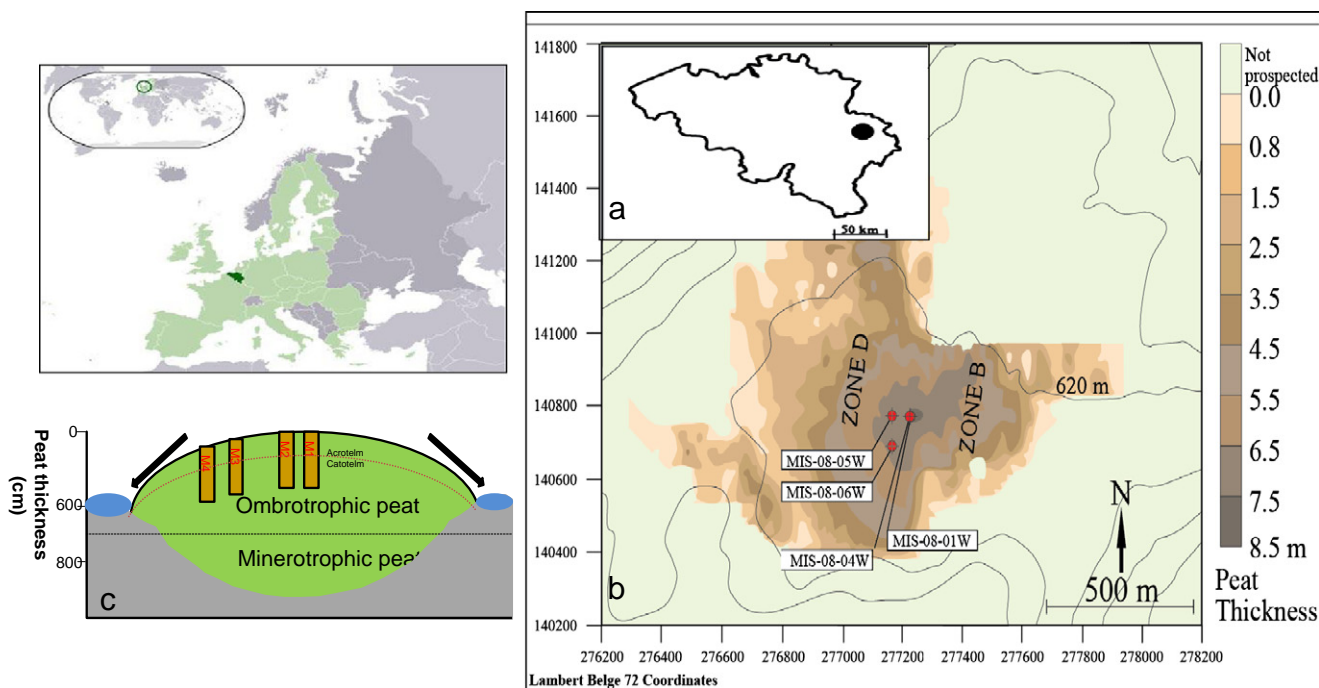 0
600
800
Peat thickness
(cm)
M4
M3
M2
M1
Acrotelm
Catotelm
Ombrotrophic peat
Minerotrophic peat
c
141800
141600
141400
141200
141000
140800
140600
140400
140200
a
50 km
ZONE D
ZONE B
620 m
MIS-08-05W
MIS-08-06W
MIS-08-01W
MIS-08-04W
b
N
500 m
276200 276400 276600 276800 277000 277200 277400 277600 277800 278000 278200
Lambert Belge 72 Coordinates
Not
prospected
0.0
0.8
1.5
2.5
3.5
4.5
5.5
6.5
7.5
8.5 m
Peat
Thickness